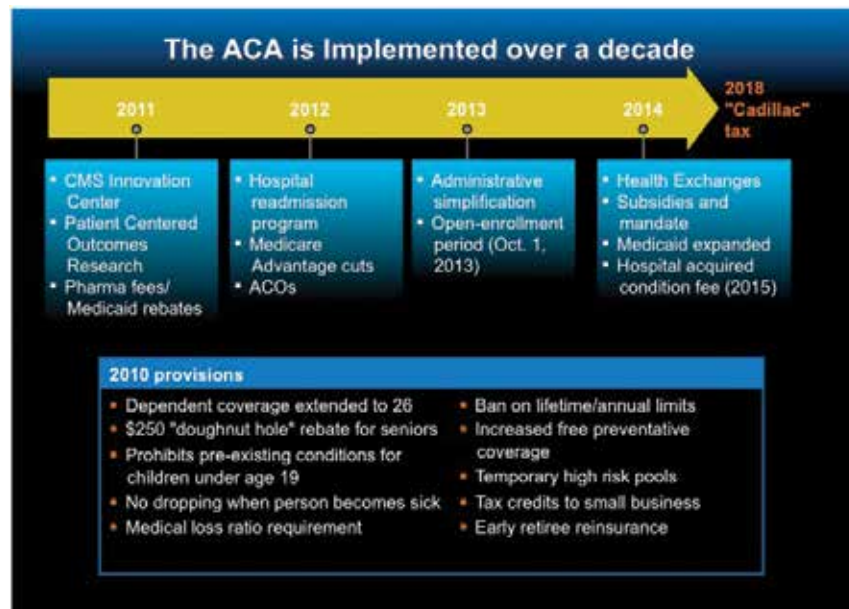 The ACA is Implemented over a decade
2011
2012
2013
2014
2018
"Cadillac"
tax
• CMS Innovation
Center
• Patient Centered
Outcomes
Research
• Pharma fees/
Medicaid rebates
• Hospital
readmission
program
• Medicare
Advantage cuts
• ACOs
• Administrative
simplification
• Open-enrollment
period (Oct. 1,
2013)
• Health Exchanges
• Subsidies and
mandate
• Medicaid expanded
• Hospital acquired
condition fee (2015)
2010 provisions
• Dependent coverage extended to 26
• $250 "doughnut hole" rebate for seniors
• Prohibits pre-existing conditions for
children under age 19
• No dropping when person becomes sick
• Medical loss ratio requirement
• Ban on lifetime/annual limits
• Increased free preventative
coverage
• Temporary high risk pools
• Tax credits to small business
• Early retiree reinsurance